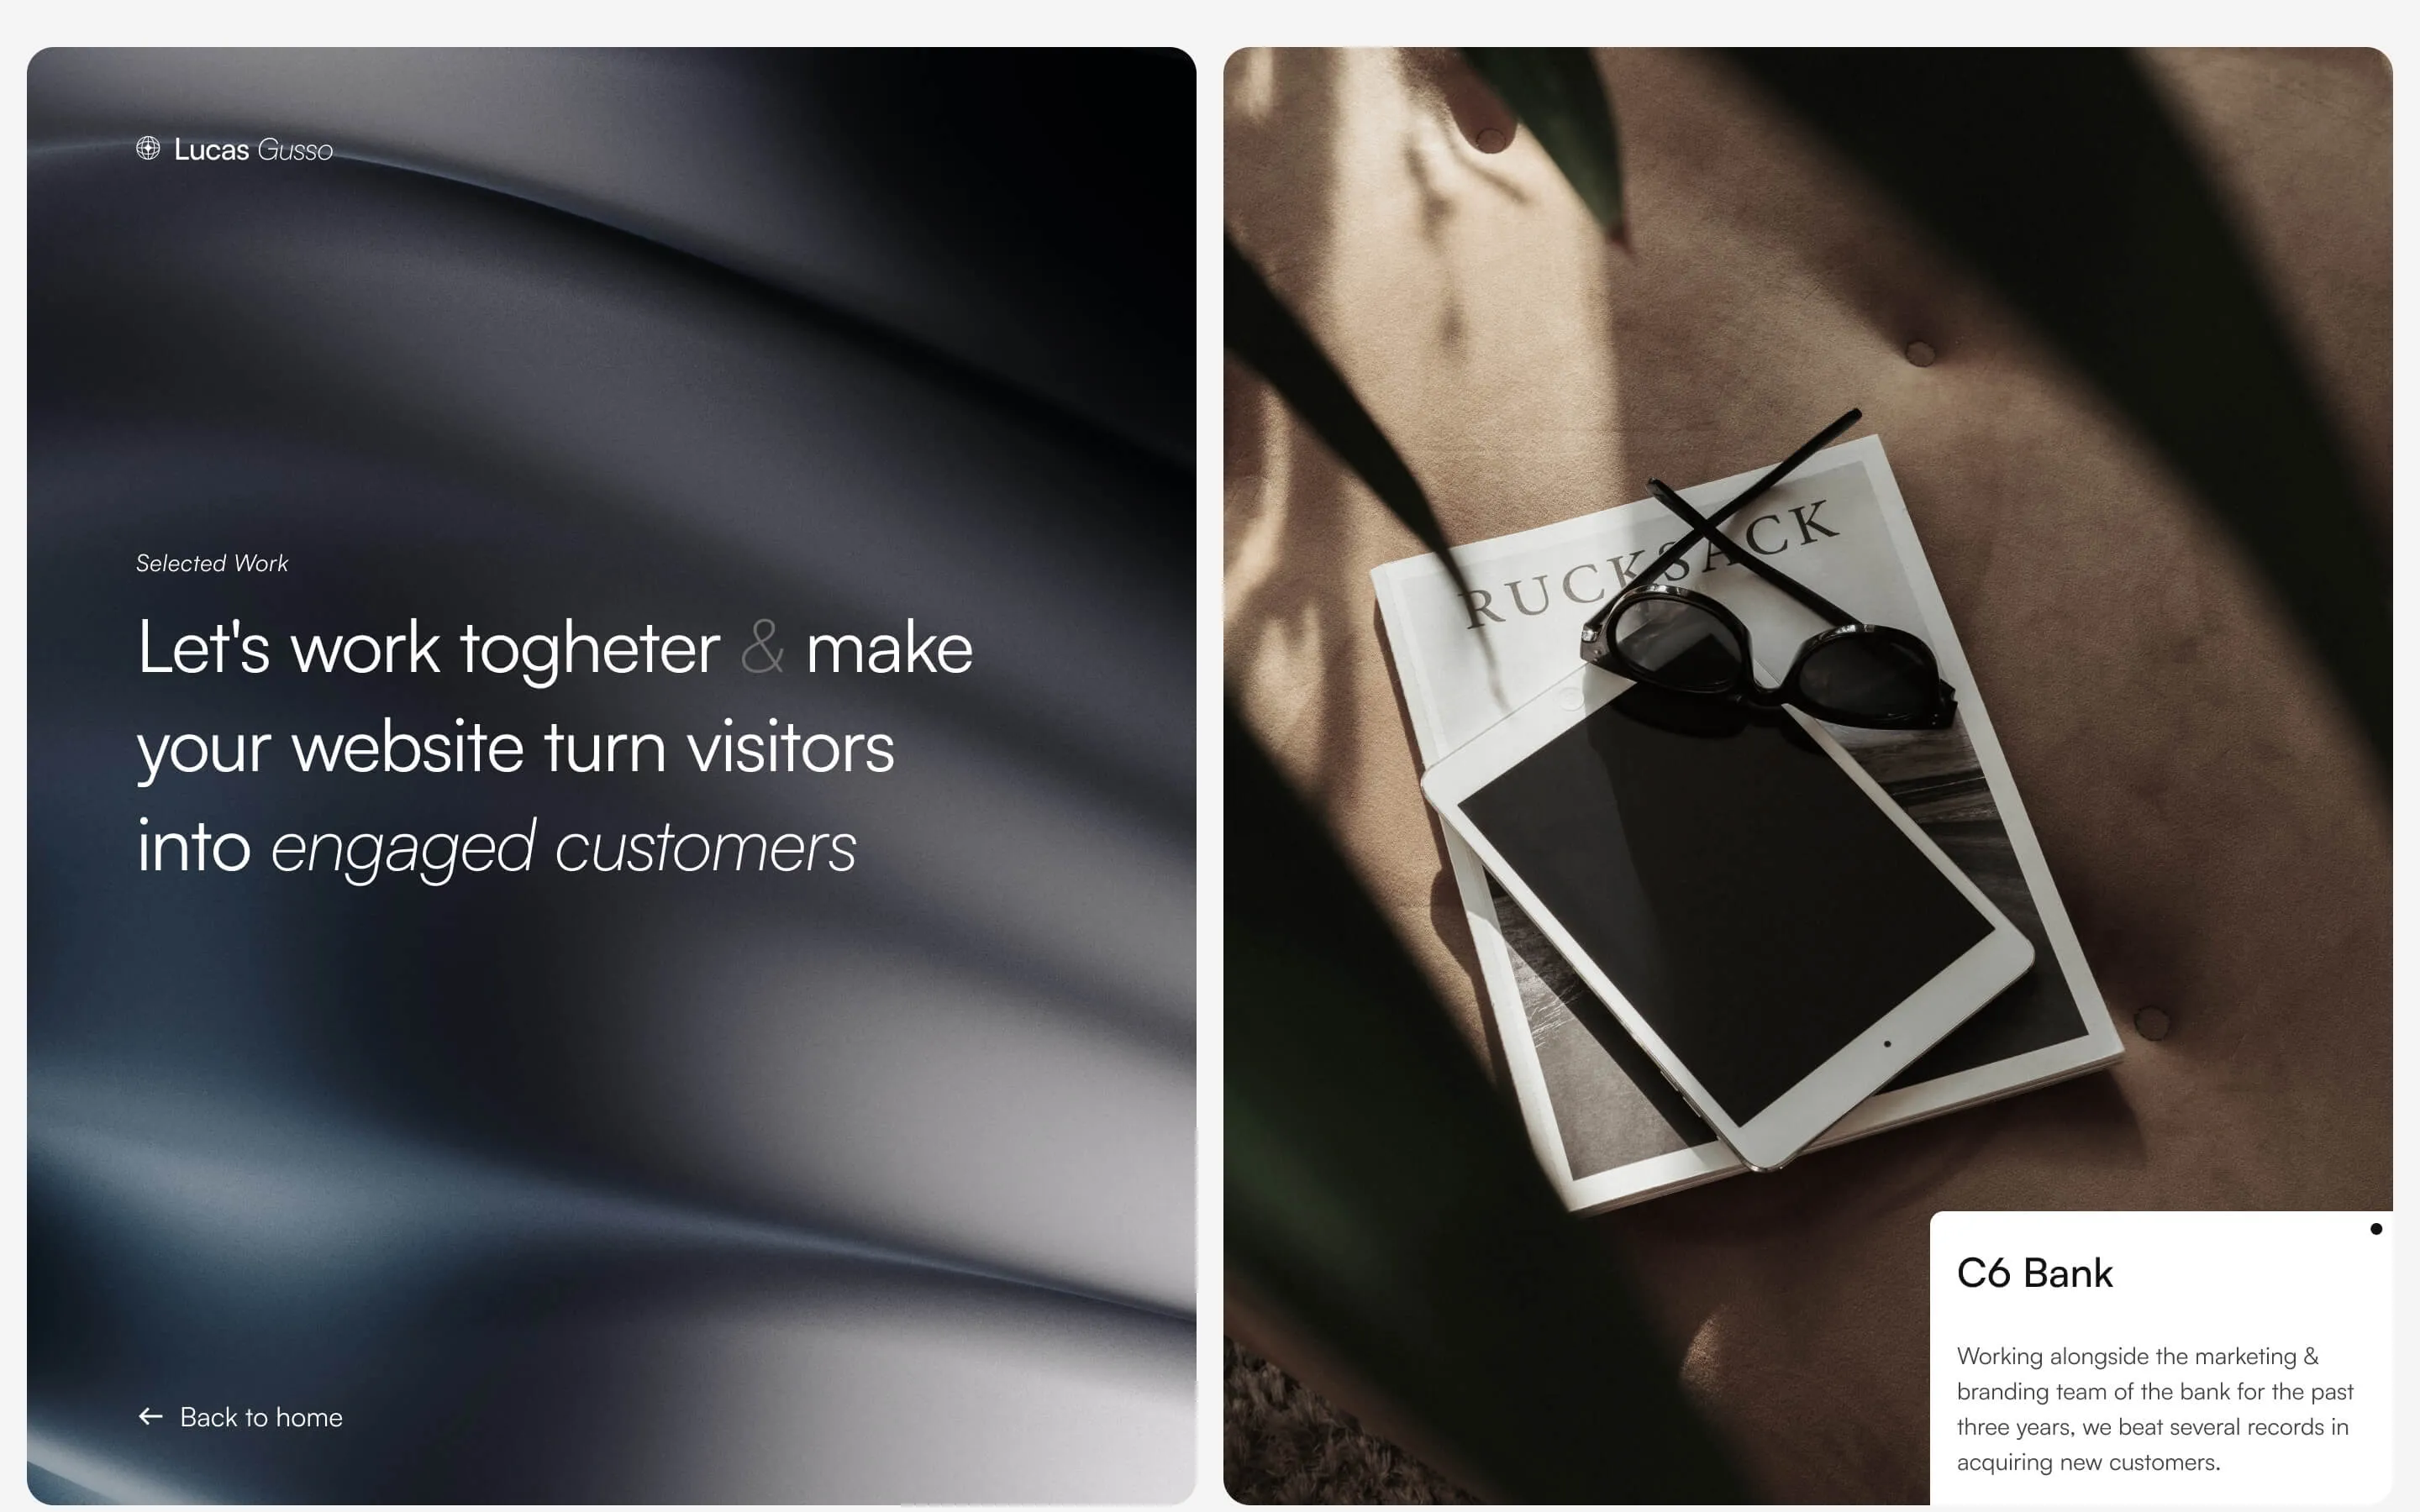 Lucas Gusso
Selected Work
Let's work togheter & make
your website turn visitors
into engaged customers
Back to home
RUCKSACK
C6 Bank
Working alongside the marketing &
branding team of the bank for the past
three years, we beat several records in
acquiring new customers.